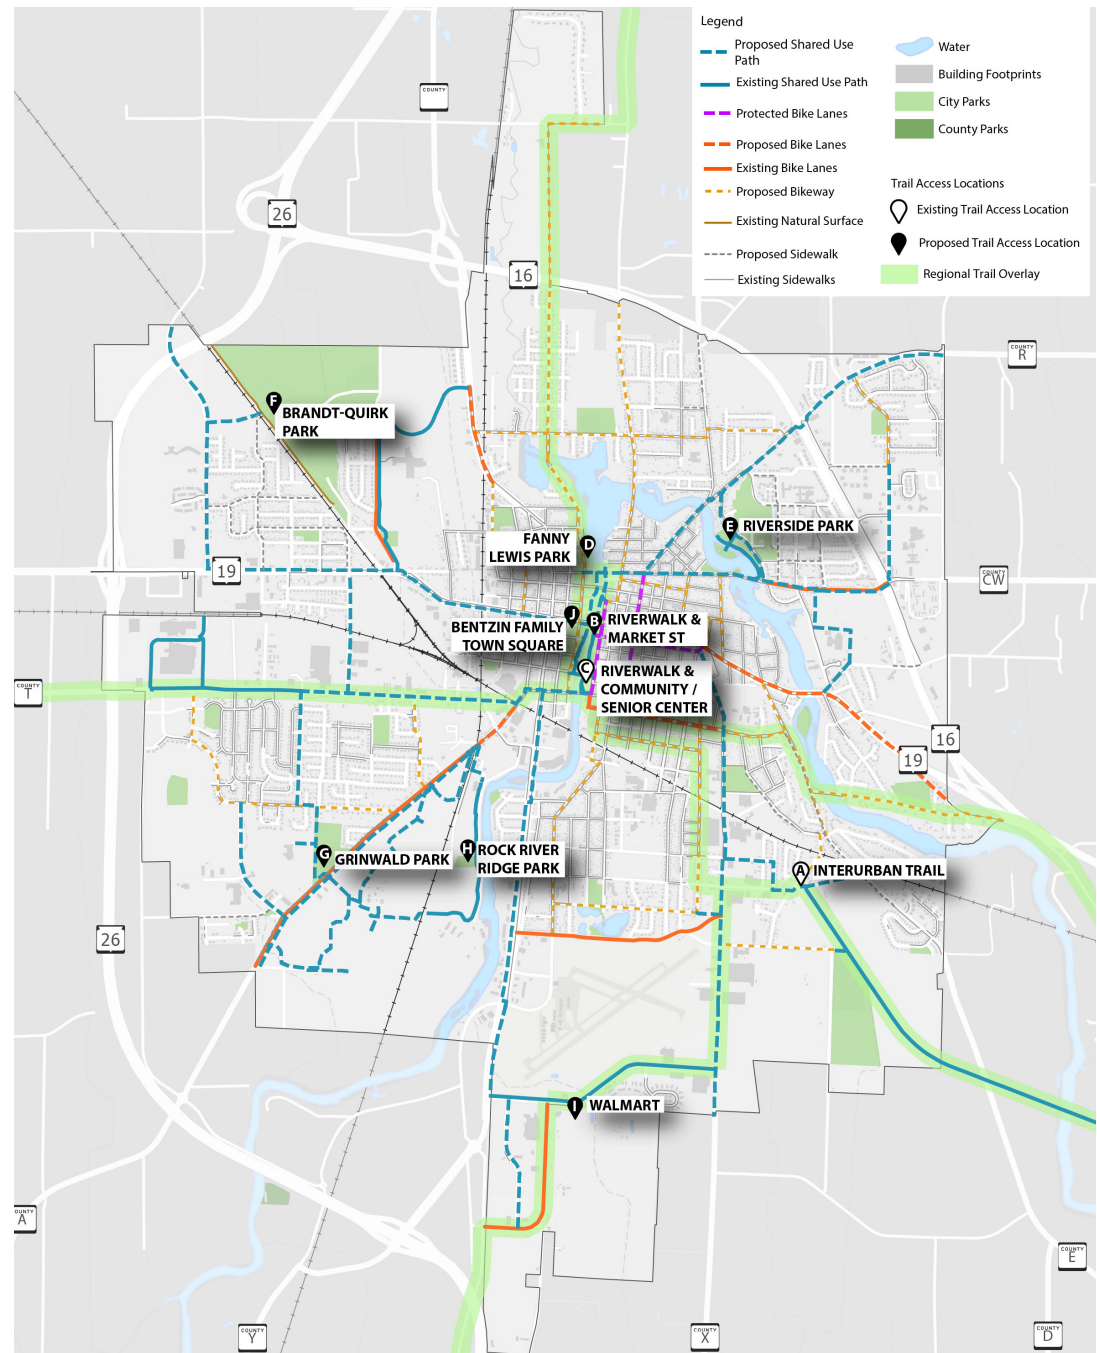 Legend
Proposed Shared Use
Path
Existing Shared Use Path
Protected Bike Lanes
Proposed Bike Lanes
Existing Bike Lanes
Proposed Bikeway
Existing Natural Surface
Proposed Sidewalk
Existing Sidewalks
Water
Building Footprints
City Parks
County Parks
Trail Access Locations
Existing Trail Access Location
Proposed Trail Access Location
Regional Trail Overlay
COUNTY
26
16
COUNTY
R
F
BRANDT-QUIRK
PARK
E
RIVERSIDE PARK
FANNY
LEWIS PARK
D
19
COUNTY
CW
J
BENTZIN FAMILY
TOWN SQUARE
B
RIVERWALK &
MARKET ST
C
RIVERWALK &
COMMUNITY /
SENIOR CENTER
COUNTY
T
16
19
G
GRINWALD PARK
H
ROCK RIVER
RIDGE PARK
A
INTERURBAN TRAIL
26
I
WALMART
COUNTY
A
COUNTY
E
COUNTY
Y
COUNTY
X
COUNTY
D